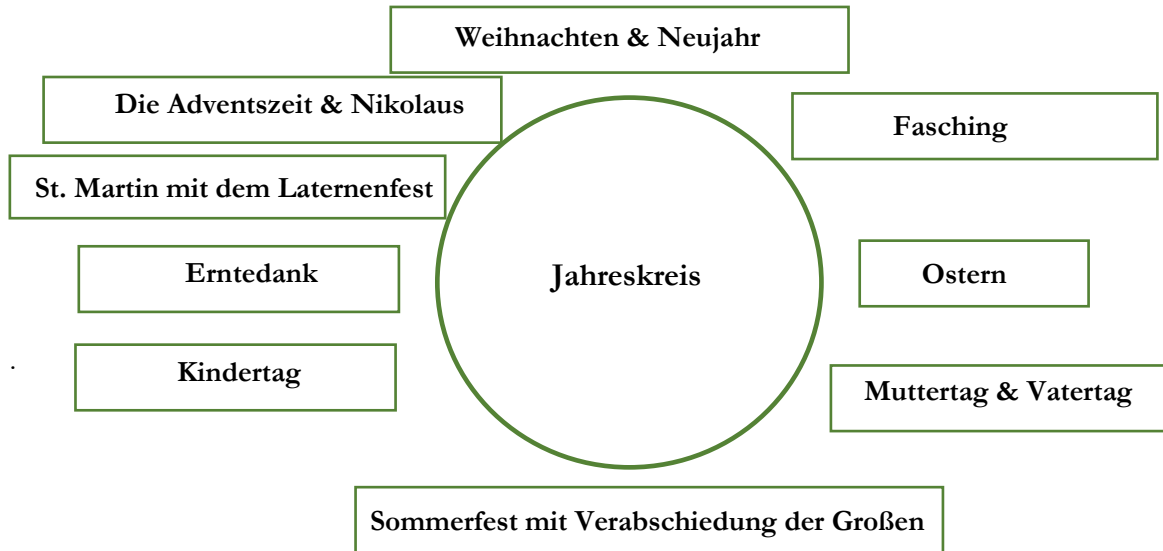 Weihnachten & Neujahr
Die Adventszeit & Nikolaus
Fasching
St. Martin mit dem Laternenfest
Erntedank
Jahreskreis
Ostern
.
Kindertag
Muttertag & Vatertag
Sommerfest mit Verabschiedung der Großen